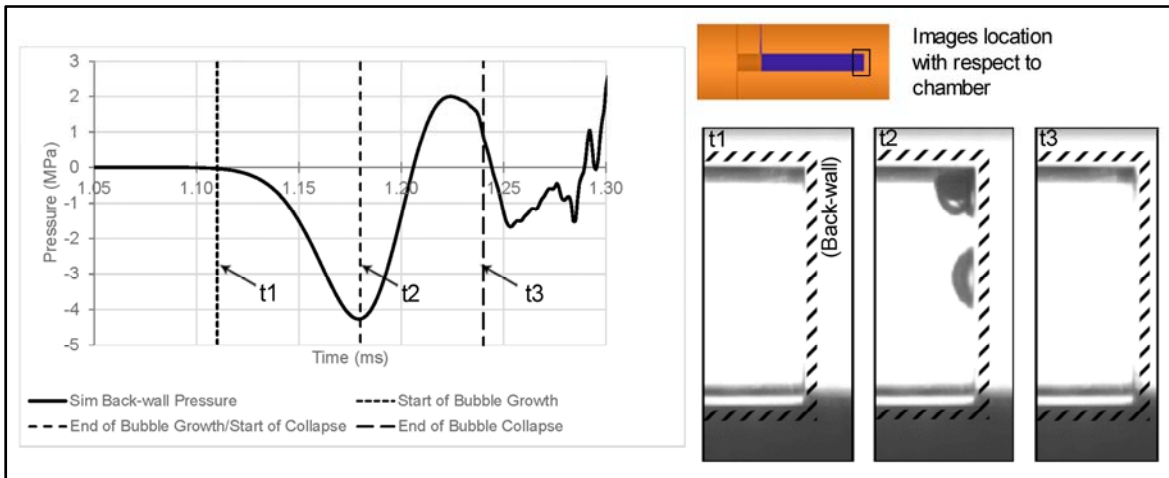 3
2
1
0
-1
-2
-3
-4
-5
Pressure (MPa)
1.05 1.10 1.15 1.20 1.25 1.30
t1 t2 t3
Time (ms)
Sim Back-wall Pressure Start of Bubble Growth
End of Bubble Growth/Start of Collapse End of Bubble Collapse
Images location
with respect to
chamber
t1 t2 t3
(Back-wall)